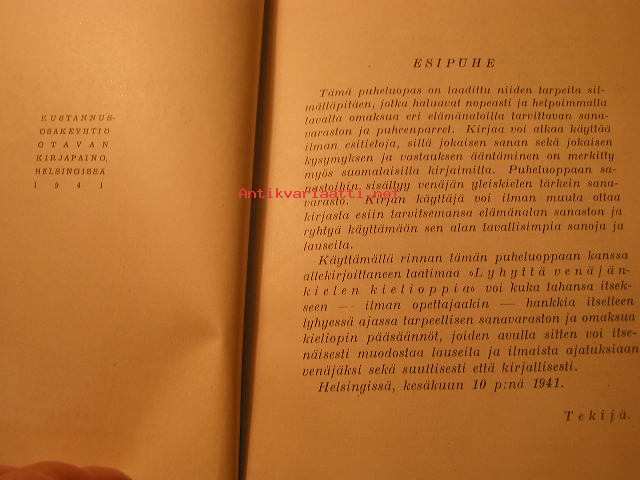 KUSTANNUS-
OSAKEYHTIÖ
OTAVAN
KIRJAPAINO,
HELSINGISSÄ
1941
ESIPUHE
Tämä puheluopas on laadittu niiden tarpeita sil-
mälläpitäen, jotka haluavat nopeasti ja helpoimmalla
tavalla omaksua eri elämänaloilla tarvittavan sana-
varaston ja puheenparret. Kirjaa voi alkaa käyttää
ilman esitietoja, sillä jokaisen sanan sekä jokaisen
kysymyksen ja vastauksen ääntäminen on merkitty
myös suomalaisilla kirjaimilla. Puheluoppaan sa-
nastoihin sisältyy venäjän yleiskielen tärkein sana-
varasto. Kirjan käyttäjä voi ilman muuta ottaa
kirjasta esiin tarvitsemansa elämänalan sanaston ja
ryhtyä käyttämään sen alan tavallisimpia sanoja ja
lauseita.
Käyttämällä rinnan tämän puheluoppaan kanssa
allekirjoittaneen laatimaa »Lyhyttä venäjän-
kielen kielioppia» voi kuka tahansa itsek-
seen — ilman opettajaakin — hankkia itselleen
lyhyessä ajassa tarpeellisen sanavaraston ja omaksua
kieliopin pääsäännöt, joiden avulla sitten voi itse-
näisesti muodostaa lauseita ja ilmaista ajatuksiaan
venäjäksi sekä suullisesti että kirjallisesti.
Helsingissä, kesäkuun 10 p:nä 1941.
Tekijä.
Antikvariaatti.net